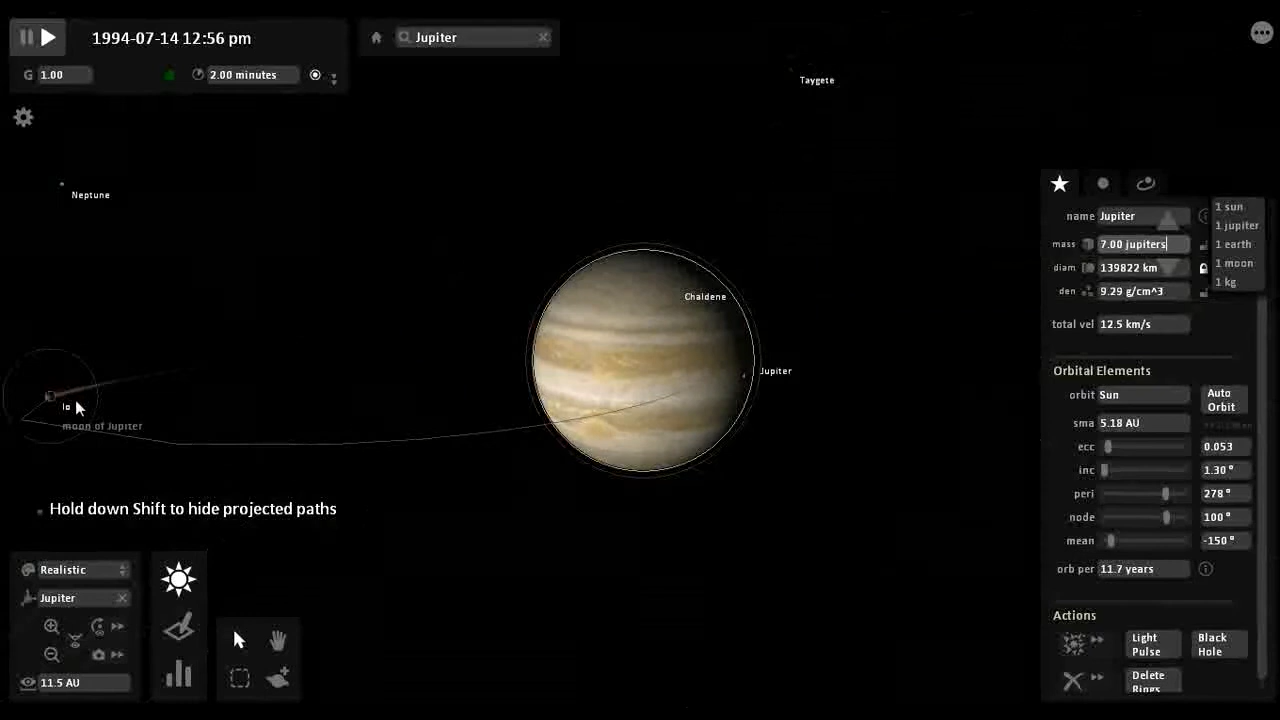 1994-07-14 12:56 pm
Jupiter
G 1.00
2.00 minutes
Taygete
Neptune
Chaldene
Jupiter
Io
moon of Jupiter
Hold down Shift to hide projected paths
Realistic
Jupiter
11.5 AU
name Jupiter
mass 7.00 jupiters
diam 139822 km
den 9.29 g/cm^3
1 sun
1 jupiter
1 earth
1 moon
1 kg
total vel 12.5 km/s
Orbital Elements
orbit Sun
Auto
Orbit
sma 5.18 AU
ecc 0.053
inc 1.30°
peri 278°
node 100°
mean -150°
orb per 11.7 years
Actions
Light
Pulse
Black
Hole
Delete
Rings